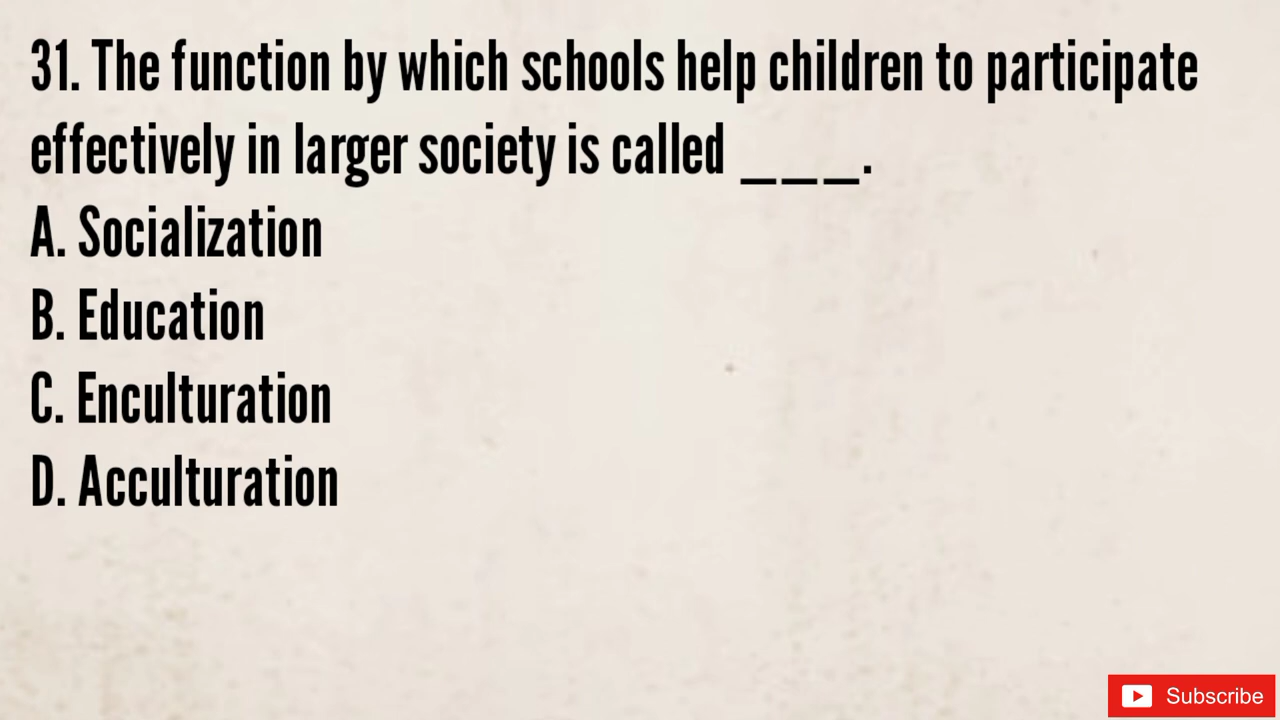 31. The function by which schools help children to participate
effectively in larger society is called ___.
A. Socialization
B. Education
C. Enculturation
D. Acculturation
Subscribe